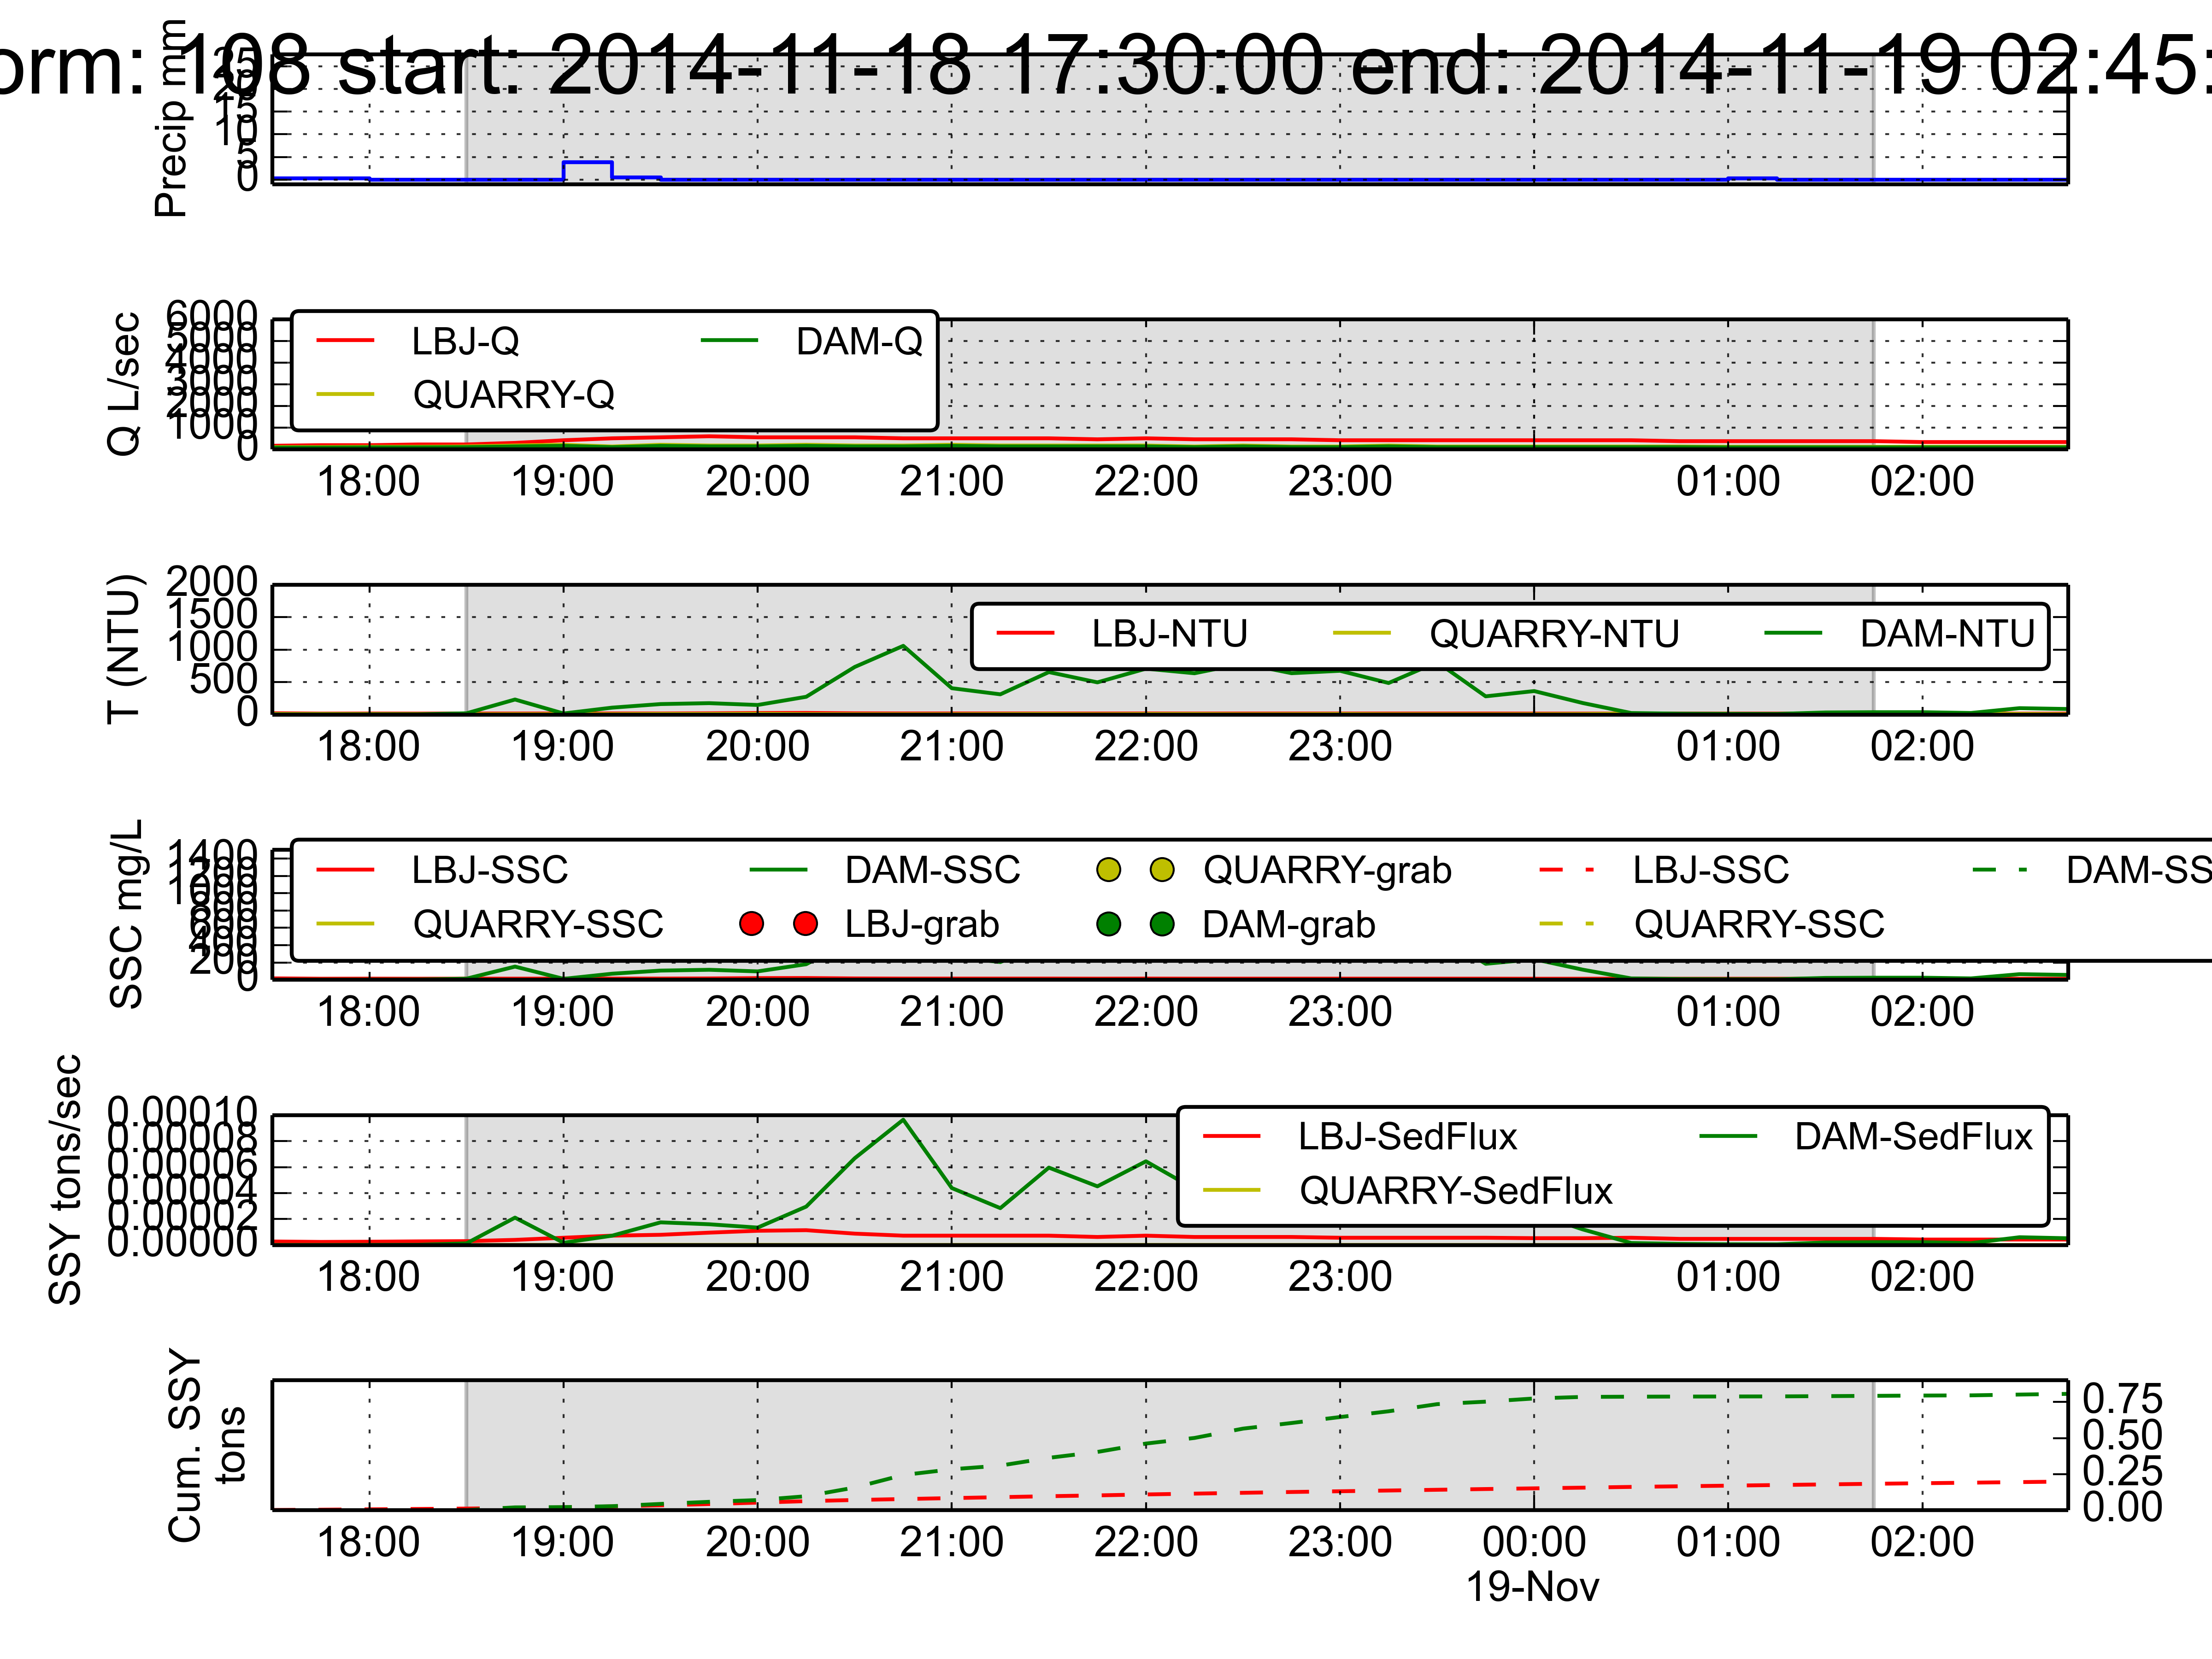 orm: 108 start: 2014-11-18 17:30:00 end: 2014-11-19 02:45:
Precip mm
25
20
15
10
5
0
Q L/sec
6000
5000
4000
3000
2000
1000
0
LBJ-Q
DAM-Q
QUARRY-Q
18:00 19:00 20:00 21:00 22:00 23:00 01:00 02:00
T (NTU)
2000
1500
1000
500
0
LBJ-NTU QUARRY-NTU DAM-NTU
18:00 19:00 20:00 21:00 22:00 23:00 01:00 02:00
SSC mg/L
1400
1200
1000
800
600
400
200
0
LBJ-SSC DAM-SSC QUARRY-grab LBJ-SSC DAM-SS
QUARRY-SSC LBJ-grab DAM-grab QUARRY-SSC
18:00 19:00 20:00 21:00 22:00 23:00 01:00 02:00
SSY tons/sec
0.00010
0.00008
0.00006
0.00004
0.00002
0.00000
LBJ-SedFlux DAM-SedFlux
QUARRY-SedFlux
18:00 19:00 20:00 21:00 22:00 23:00 01:00 02:00
Cum. SSY
tons
0.75
0.50
0.25
0.00
18:00 19:00 20:00 21:00 22:00 23:00 00:00 01:00 02:00
19-Nov